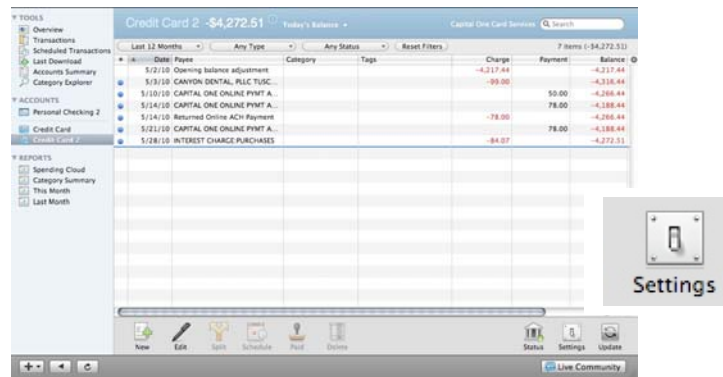 TOOLS
Overview
Transactions
Scheduled Transactions
Last Download
Accounts Summary
Category Explorer
ACCOUNTS
Personal Checking 2
Credit Card
Credit Card 2
REPORTS
Spending Cloud
Category Summary
This Month
Last Month
Credit Card 2 -$4,272.51 Today's Balance Capital One Card Services Search
Last 12 Months Any Type Any Status Reset Filters 7 items (-$4,272.51)
Date Payee Category Tags Charge Payment Balance
5/2/10 Opening balance adjustment -4,217.44 -4,217.44
5/3/10 CANYON DENTAL, PLLC TUSC... -99.00 -4,316.44
5/10/10 CAPITAL ONE ONLINE PYMT A... 50.00 -4,266.44
5/14/10 CAPITAL ONE ONLINE PYMT A... 78.00 -4,188.44
5/14/10 Returned Online ACH Payment -78.00 -4,266.44
5/21/10 CAPITAL ONE ONLINE PYMT A... 78.00 -4,188.44
5/28/10 INTEREST CHARGE:PURCHASES -84.07 -4,272.51
Settings
New Edit Split Schedule Paid Delete Status Settings Update
Live Community